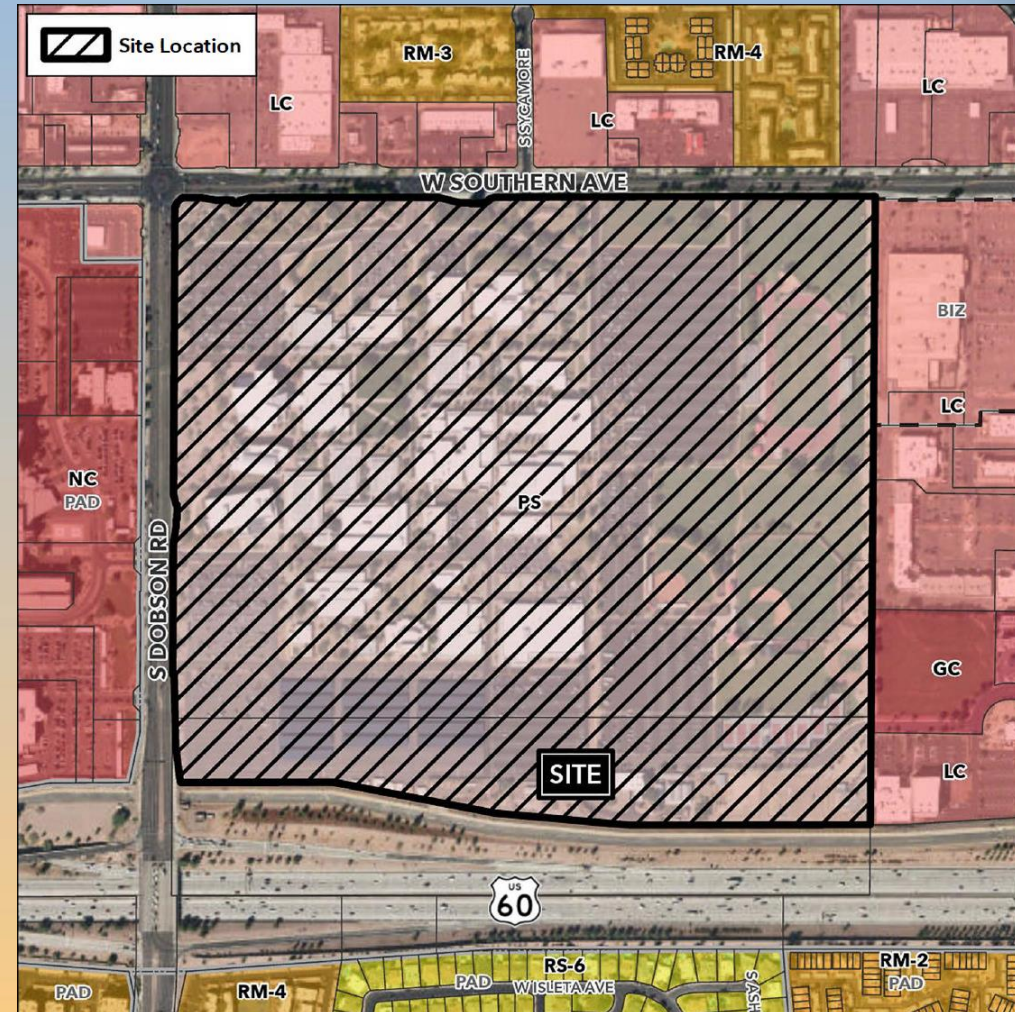 Site Location
RM-3
RM-4
LC
LC
LC
S SYCAMORE
W SOUTHERN AVE
BIZ
LC
NC
PAD
PS
S DOBSON RD
GC
SITE
LC
US
60
RS-6
RM-2
PAD
PAD
PAD
RM-4
W ISLETA AVE
S ASH